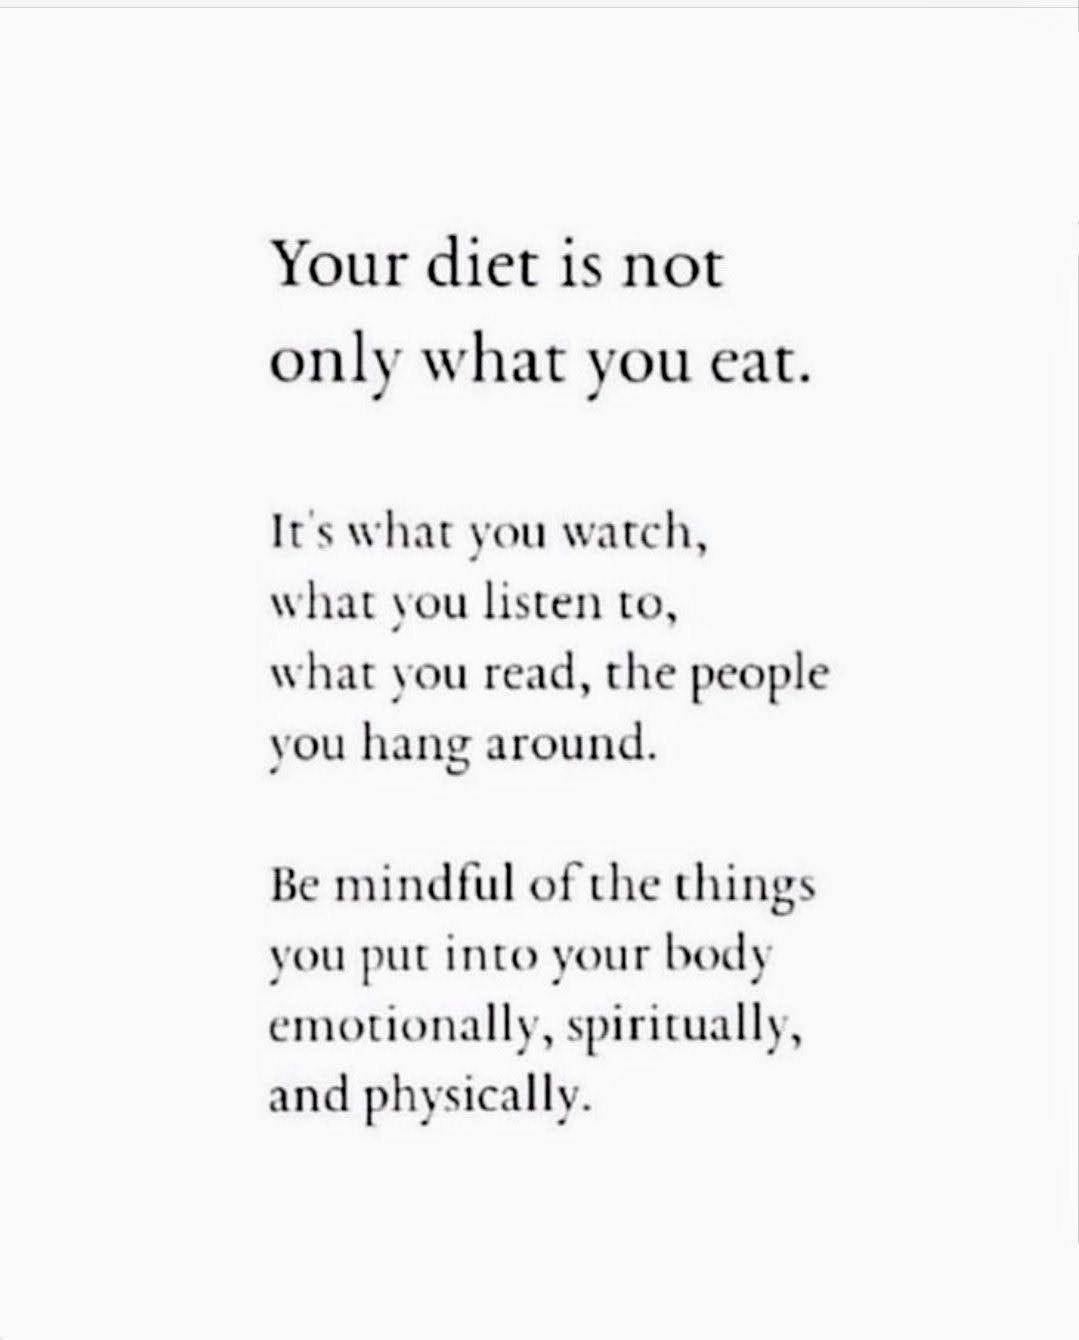 Your diet is not
only what you eat.
It's what you watch,
what you listen to,
what you read, the people
you hang around.
Be mindful of the things
you put into your body
emotionally, spiritually,
and physically.